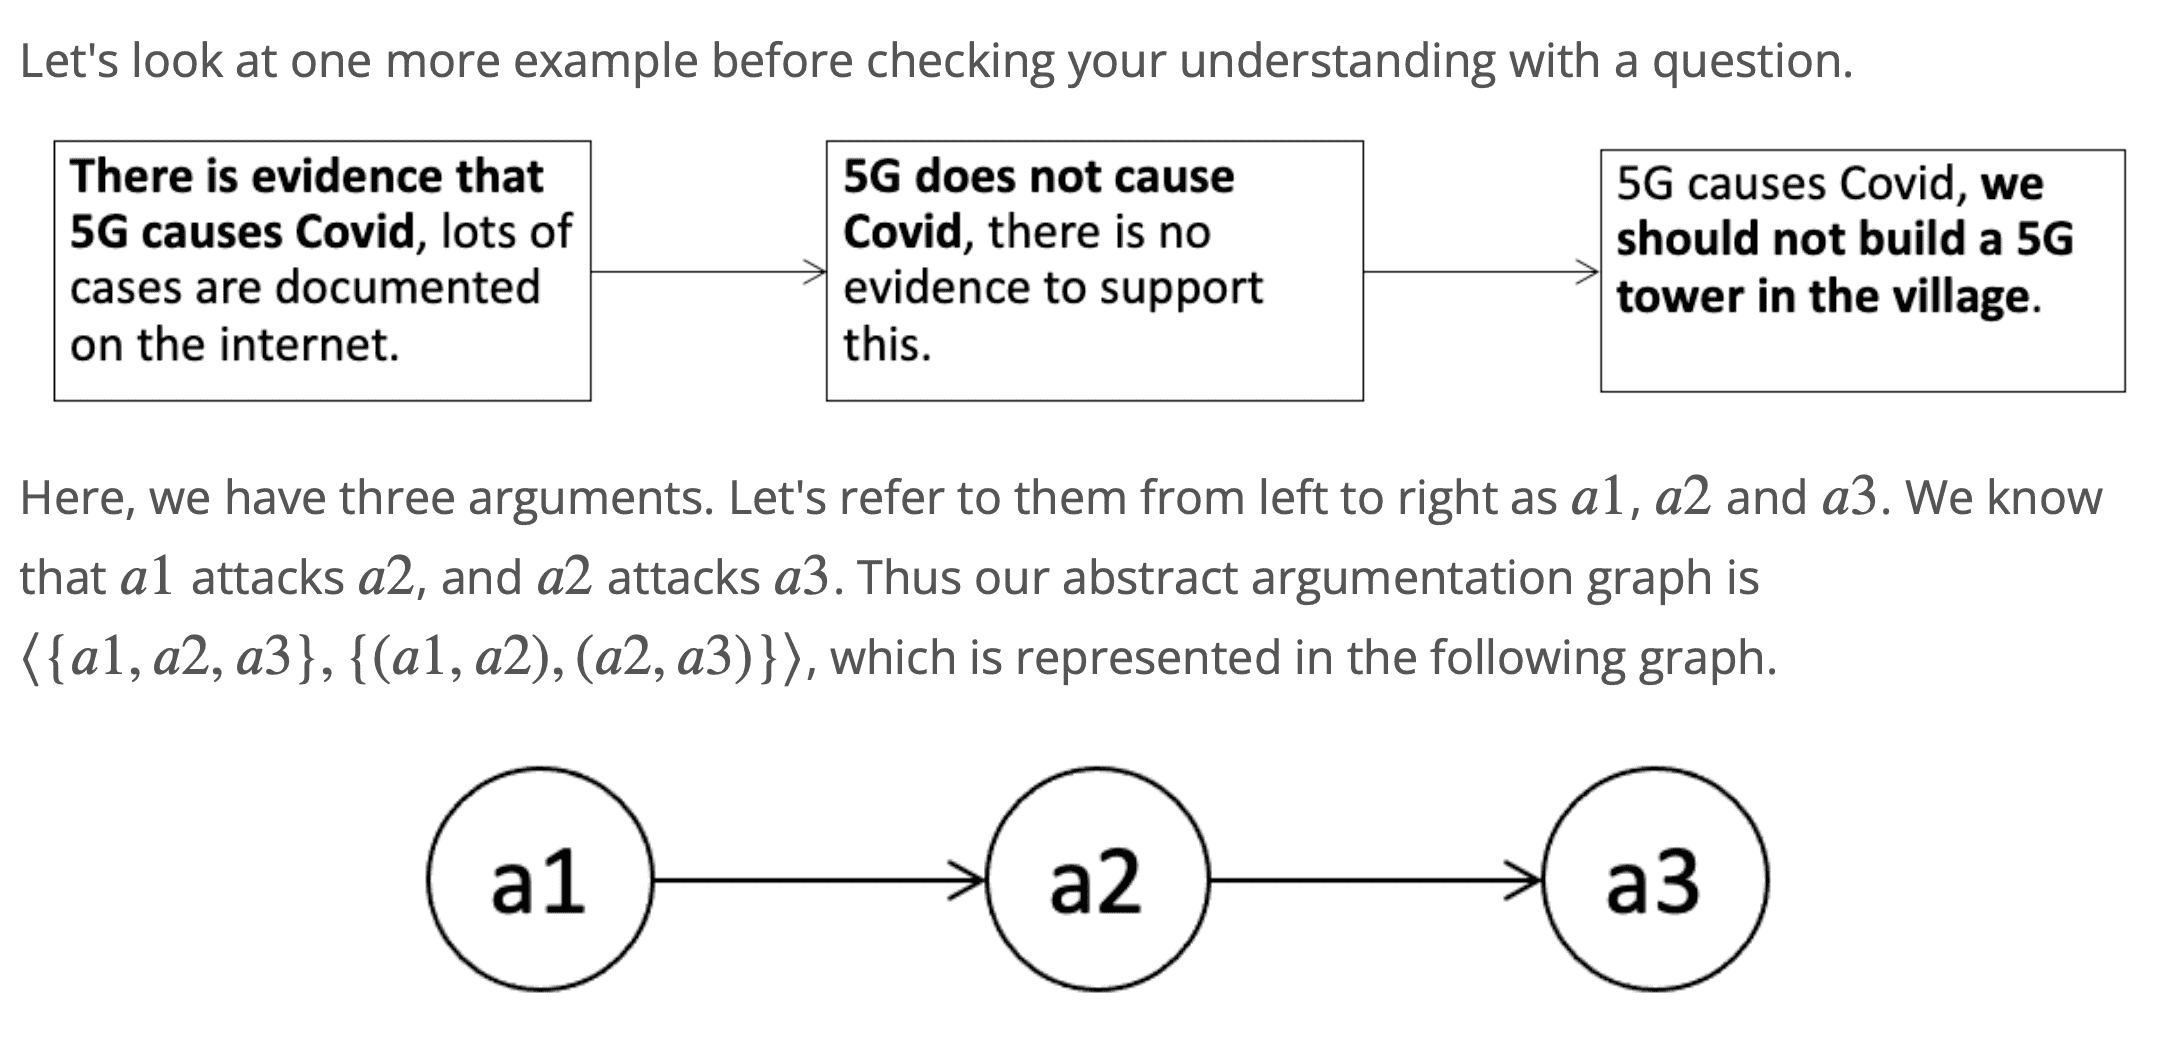 Let's look at one more example before checking your understanding with a question.
There is evidence that
5G causes Covid, lots of
cases are documented
on the internet.
5G does not cause
Covid, there is no
evidence to support
this.
5G causes Covid, we
should not build a 5G
tower in the village.
Here, we have three arguments. Let's refer to them from left to right as a1, a2 and a3. We know
that a1 attacks a2, and a2 attacks a3. Thus our abstract argumentation graph is
⟨{a1, a2, a3}, {(a1, a2), (a2, a3)}⟩, which is represented in the following graph.
a1
a2
a3